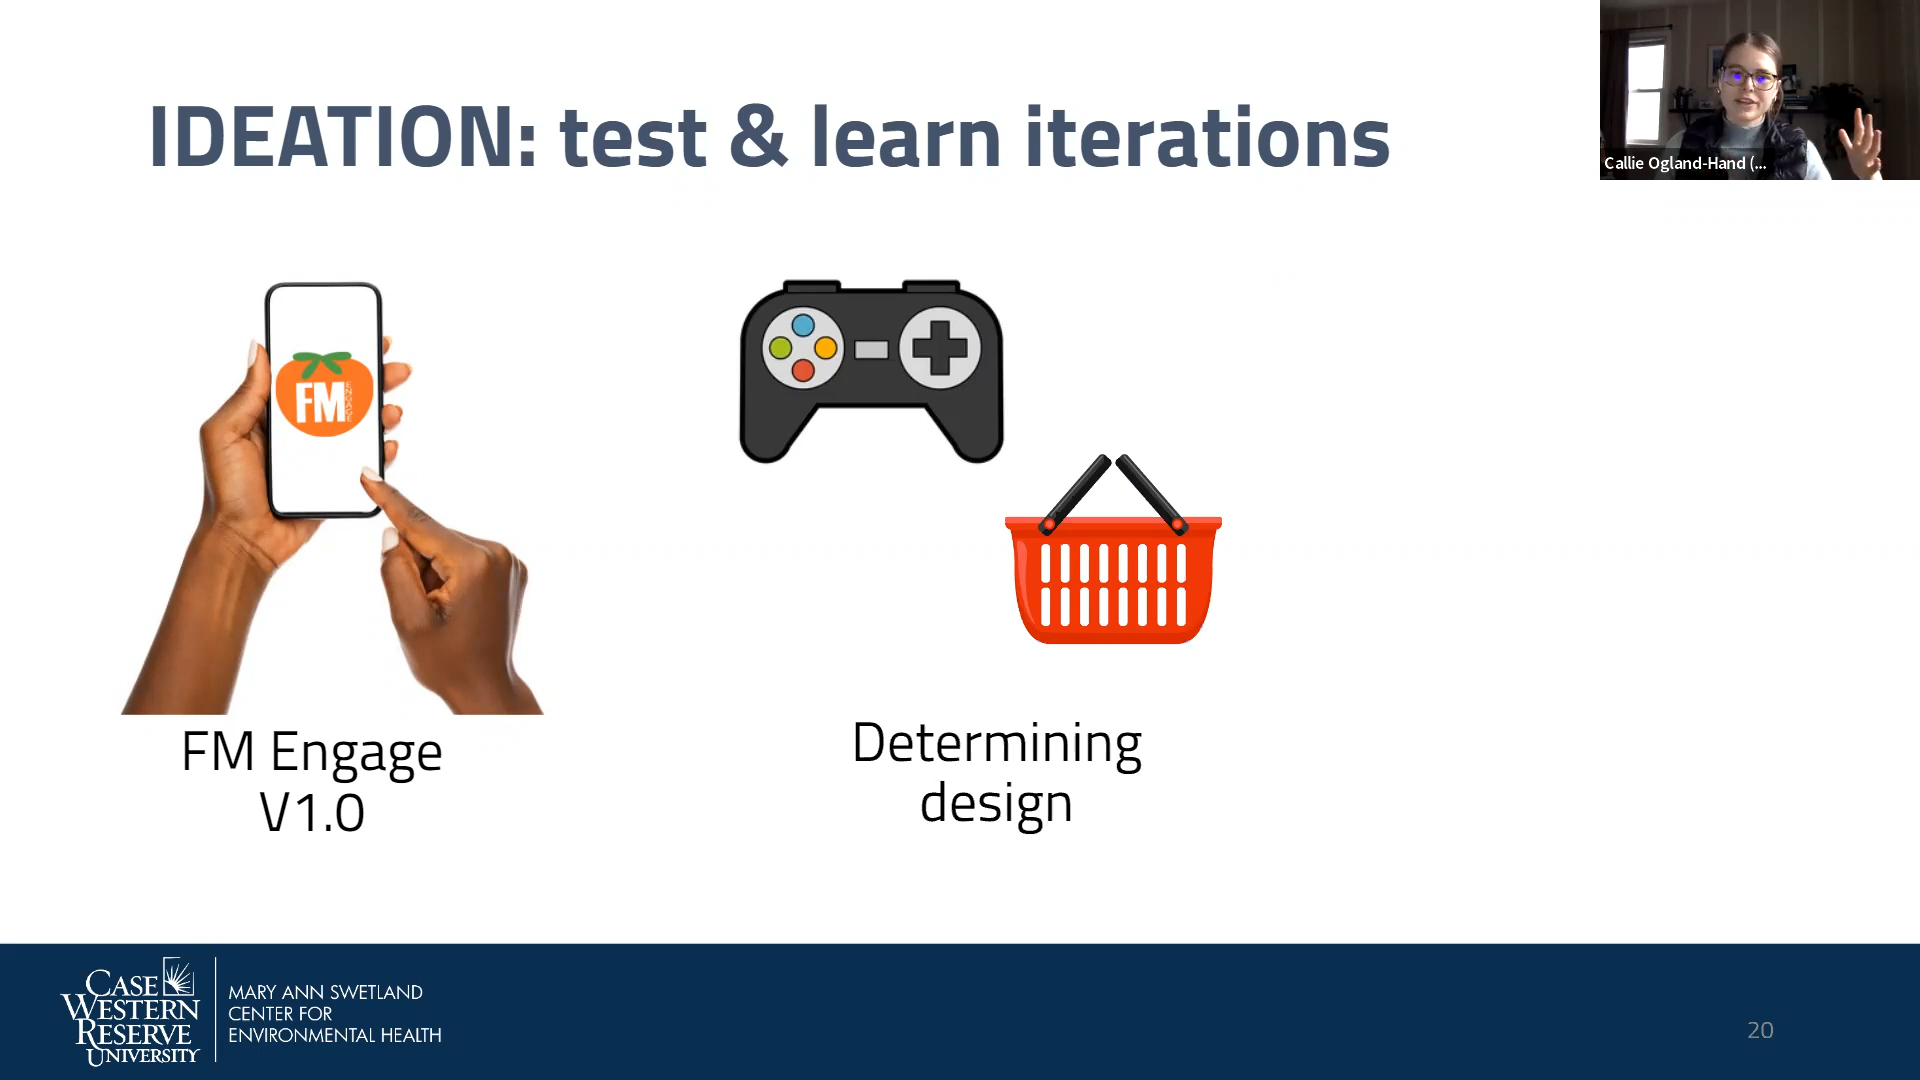 IDEATION: test & learn iterations
Callie Ogland-Hand (...
FM
ENGAGE
FM Engage
V1.0
Determining
design
CASE
WESTERN
RESERVE
UNIVERSITY
MARY ANN SWETLAND
CENTER FOR
ENVIRONMENTAL HEALTH
20